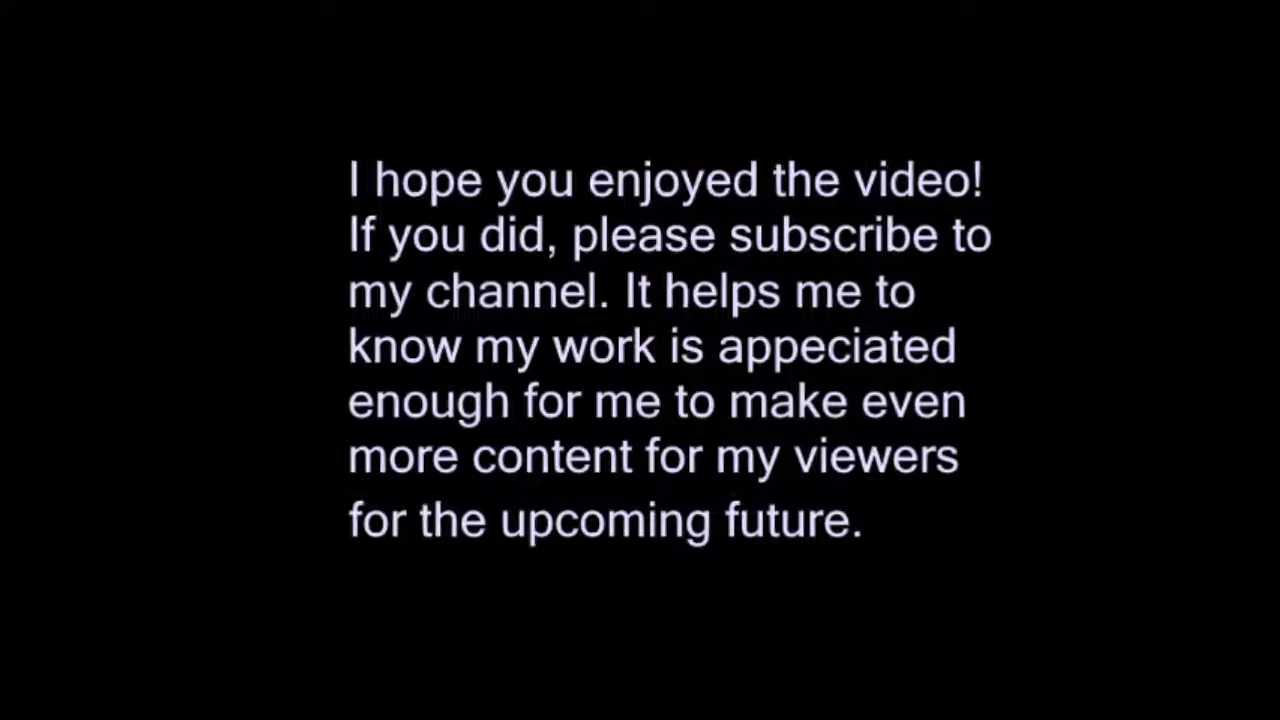 I hope you enjoyed the video!
If you did, please subscribe to
my channel. It helps me to
know my work is appeciated
enough for me to make even
more content for my viewers
for the upcoming future.